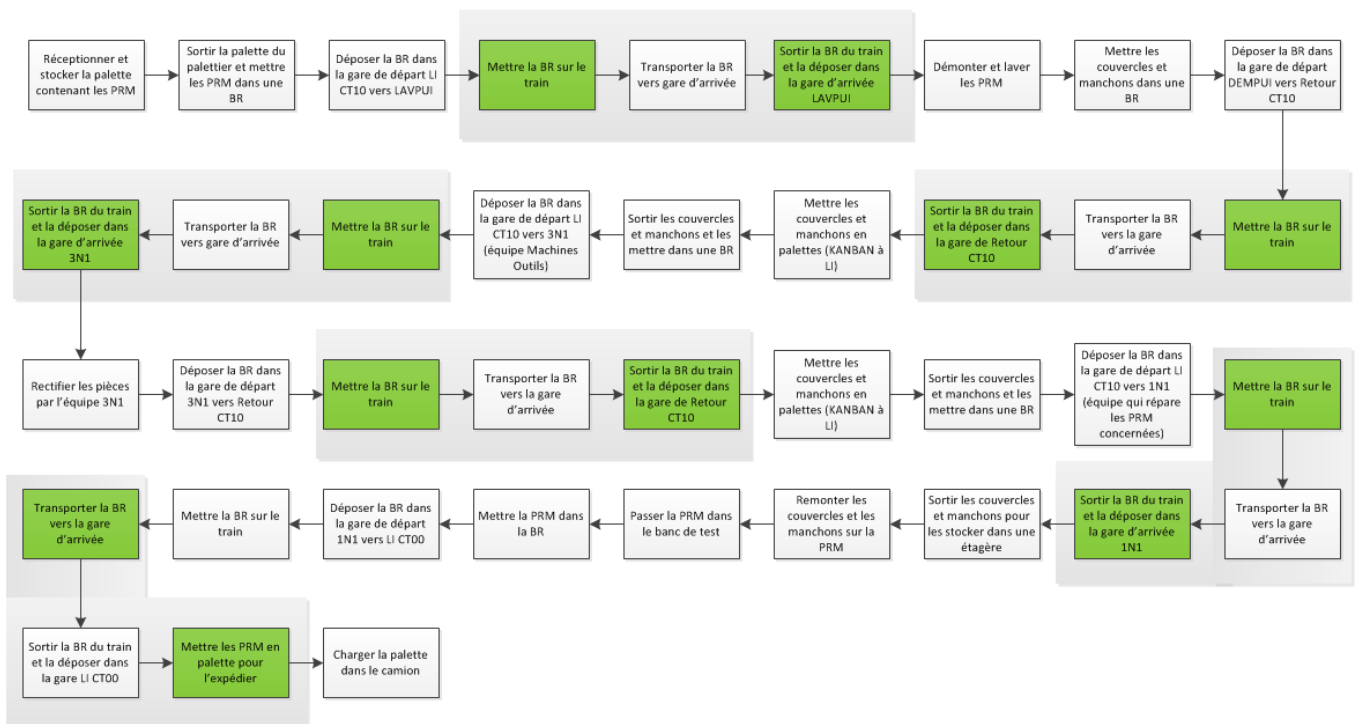 Réceptionner et
stocker la palette
contenant les PRM
Sortir la palette du
palettier et mettre
les PRM dans une
BR
Déposer la BR dans
la gare de départ LI
CT10 vers LAVPUI
Mettre la BR sur le
train
Transporter la BR
vers gare d'arrivée
Sortir la BR du train
et la déposer dans
la gare d'arrivée
LAVPUI
Démonter et laver
les PRM
Mettre les
couvercles et
manchons dans une
BR
Déposer la BR dans
la gare de départ
DEMPUI vers Retour
CT10
Mettre la BR sur le
train
Transporter la BR
vers la gare
d'arrivée
Sortir la BR du train
et la déposer dans
la gare de Retour
CT10
Mettre les
couvercles et
manchons en
palettes (KANBAN à
LI)
Sortir les couvercles
et manchons et les
mettre dans une BR
Déposer la BR dans
la gare de départ LI
CT10 vers 3N1
(équipe Machines
Outils)
Mettre la BR sur le
train
Transporter la BR
vers gare d'arrivée
Sortir la BR du train
et la déposer dans
la gare d'arrivée
3N1
Rectifier les pièces
par l'équipe 3N1
Déposer la BR dans
la gare de départ
3N1 vers Retour
CT10
Mettre la BR sur le
train
Transporter la BR
vers la gare
d'arrivée
Sortir la BR du train
et la déposer dans
la gare de Retour
CT10
Mettre les
couvercles et
manchons en
palettes (KANBAN à
LI)
Sortir les couvercles
et manchons et les
mettre dans une BR
Déposer la BR dans
la gare de départ LI
CT10 vers 1N1
(équipe qui répare
les PRM
concernées)
Mettre la BR sur le
train
Transporter la BR
vers la gare
d'arrivée
Sortir la BR du train
et la déposer dans
la gare d'arrivée
1N1
Sortir les couvercles
et manchons pour
les stocker dans une
étagère
Remonter les
couvercles et les
manchons sur la
PRM
Passer la PRM dans
le banc de test
Mettre la PRM dans
la BR
Déposer la BR dans
la gare de départ
1N1 vers LI CT00
Mettre la BR sur le
train
Transporter la BR
vers la gare
d'arrivée
Sortir la BR du train
et la déposer dans
la gare LI CT00
Mettre les PRM en
palette pour
l'expédier
Charger la palette
dans le camion